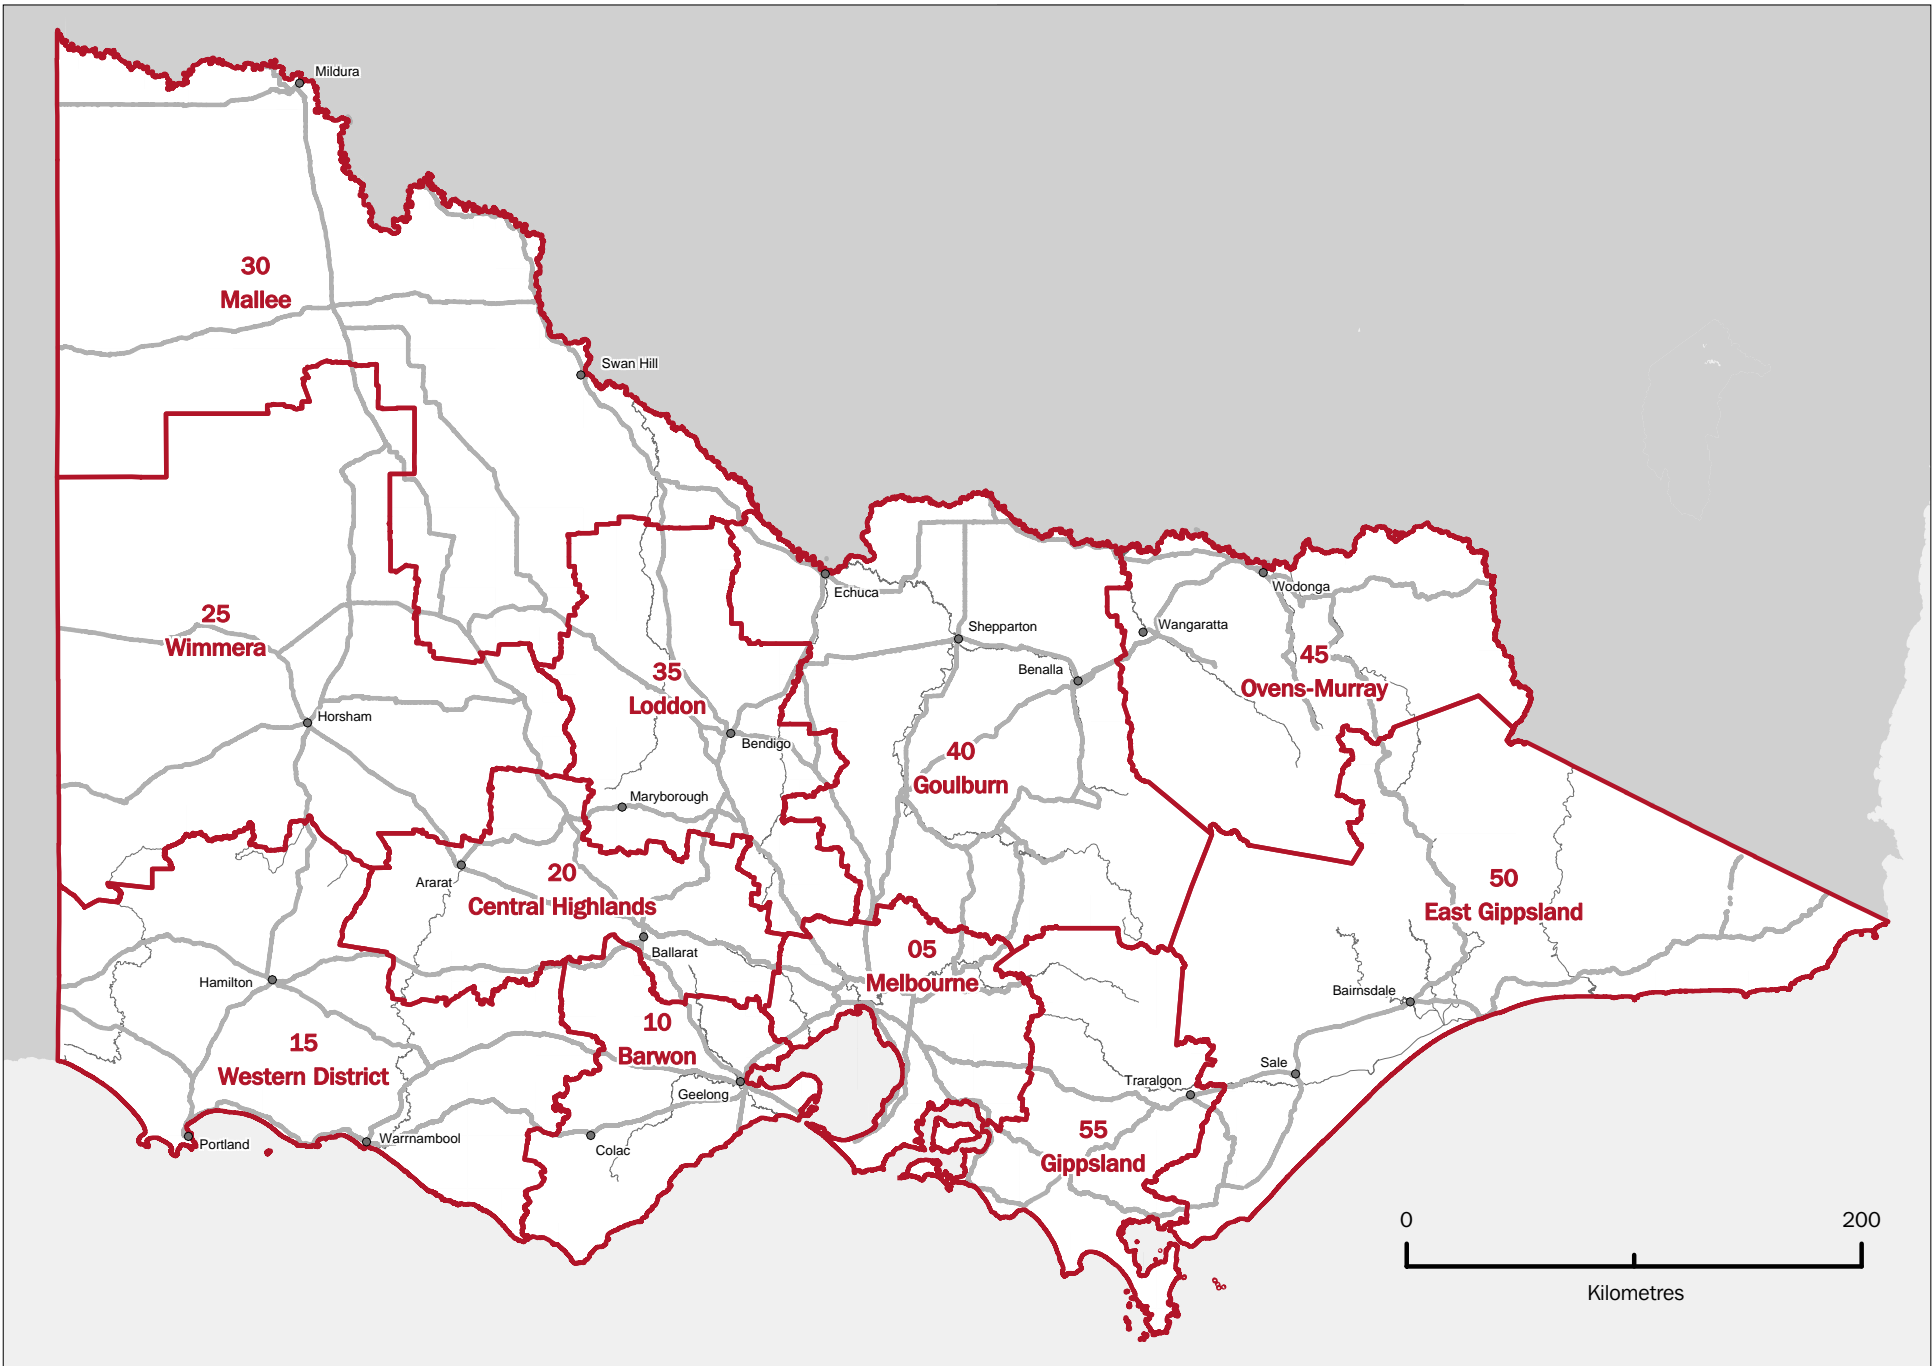 Mildura
30
Mallee
Swan Hill
Echuca
Wodonga
25
Wimmera
Shepparton
Wangaratta
Benalla
45
Ovens-Murray
35
Loddon
Horsham
Bendigo
40
Goulburn
Maryborough
Ararat
20
Central Highlands
50
East Gippsland
Ballarat
05
Melbourne
Hamilton
Bairnsdale
10
Barwon
15
Western District
Sale
Traralgon
Geelong
55
Gippsland
Portland
Warrnambool
Colac
0
200
Kilometres